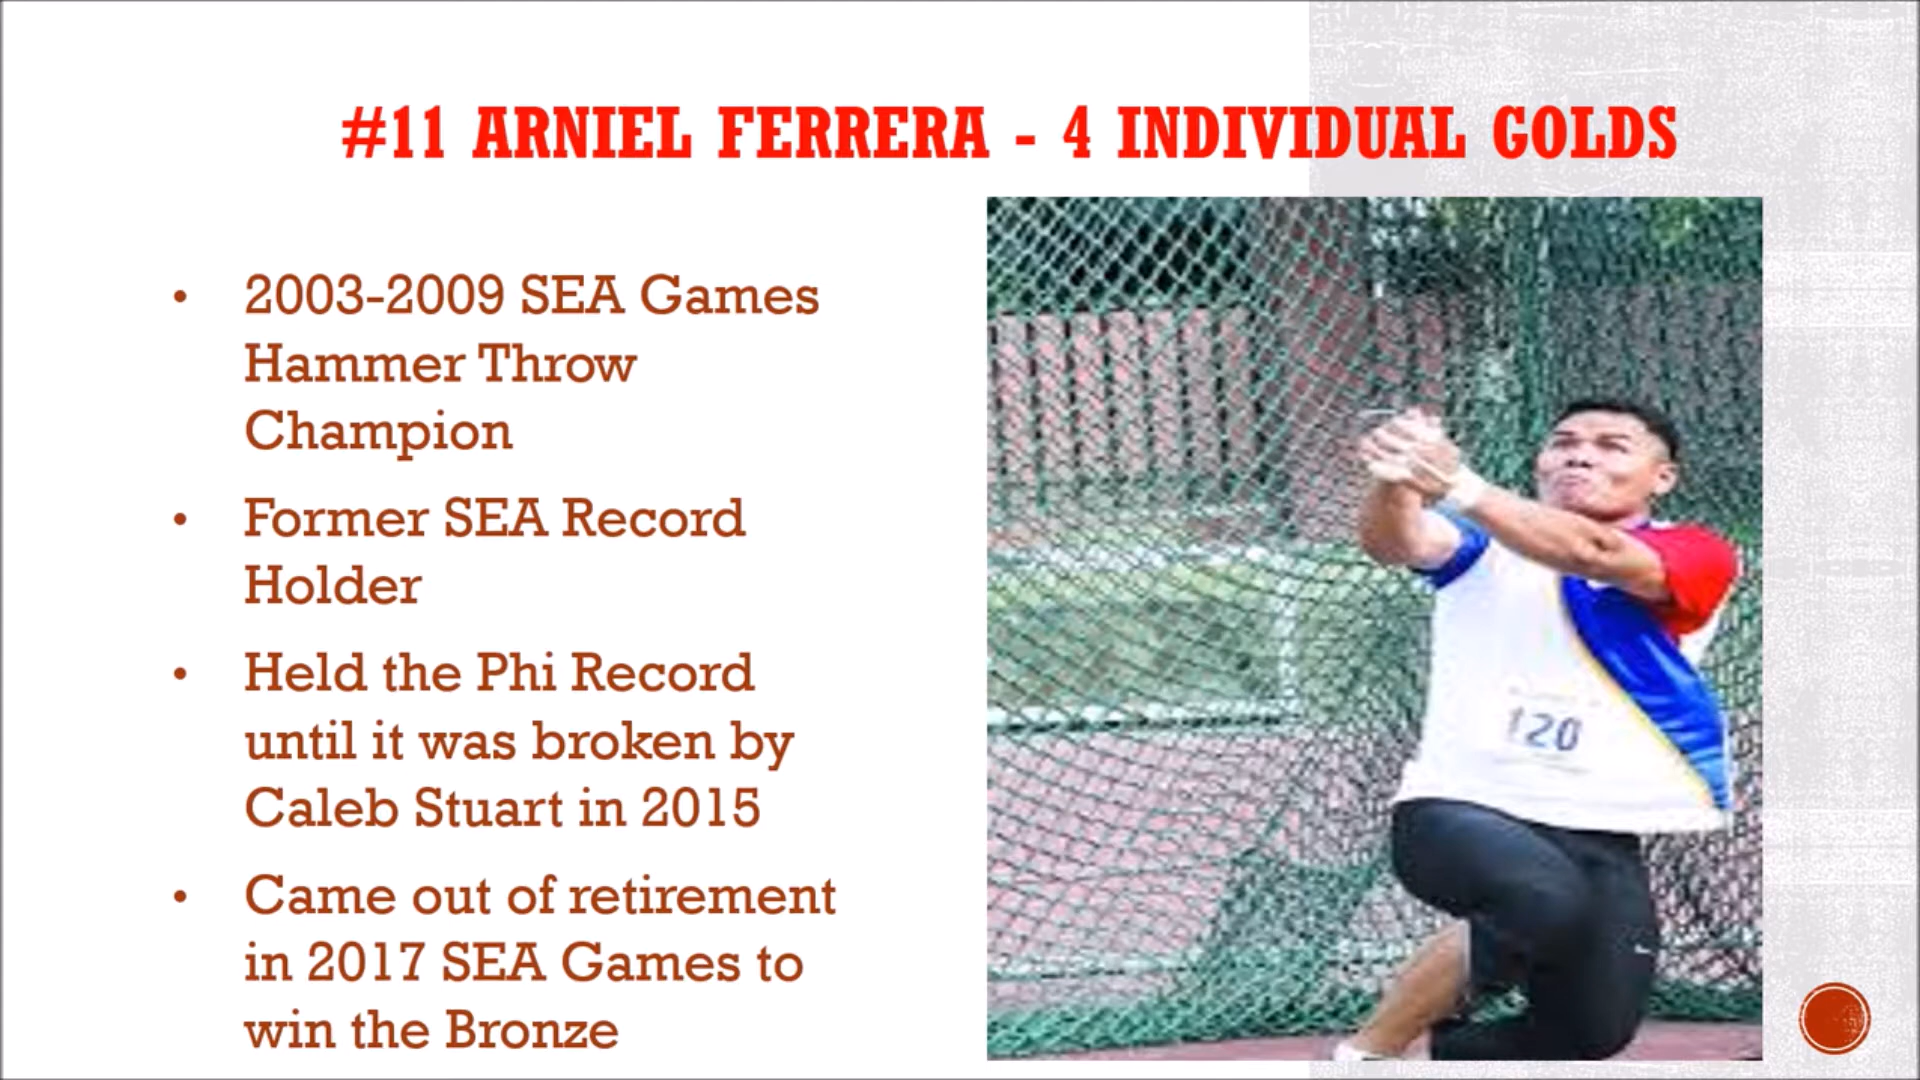 #11 ARNIEL FERRERA - 4 INDIVIDUAL GOLDS
• 2003-2009 SEA Games
Hammer Throw
Champion
• Former SEA Record
Holder
• Held the Phi Record
until it was broken by
Caleb Stuart in 2015
• Came out of retirement
in 2017 SEA Games to
win the Bronze
120